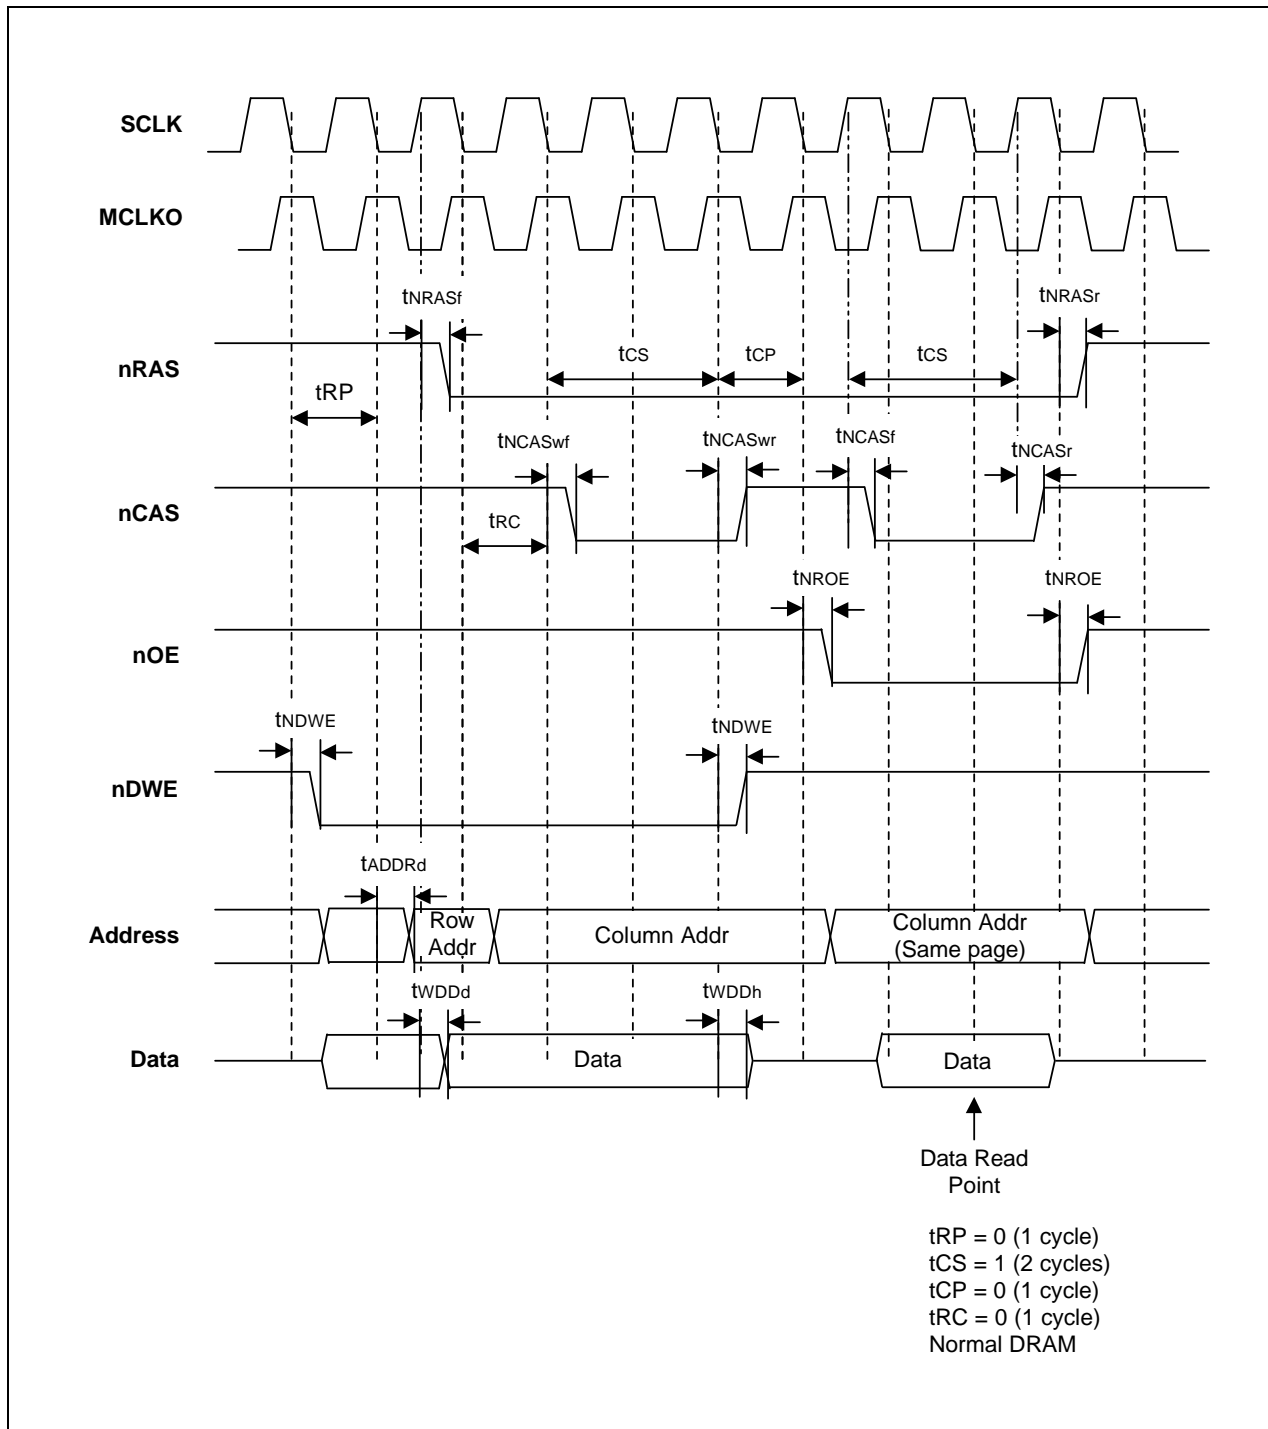 SCLK
MCLKO
tNRASf
tNRASr
nRAS
tCS
tCP
tCS
tRP
tNCASwf
tNCASwr
tNCASf
tNCASr
nCAS
tRC
tNROE
tNROE
nOE
tNDWE
tNDWE
nDWE
tADDRd
Address
Row
Addr
Column Addr
Column Addr
(Same page)
tWDDd
tWDDh
Data
Data
Data
Data Read
Point
tRP = 0 (1 cycle)
tCS = 1 (2 cycles)
tCP = 0 (1 cycle)
tRC = 0 (1 cycle)
Normal DRAM